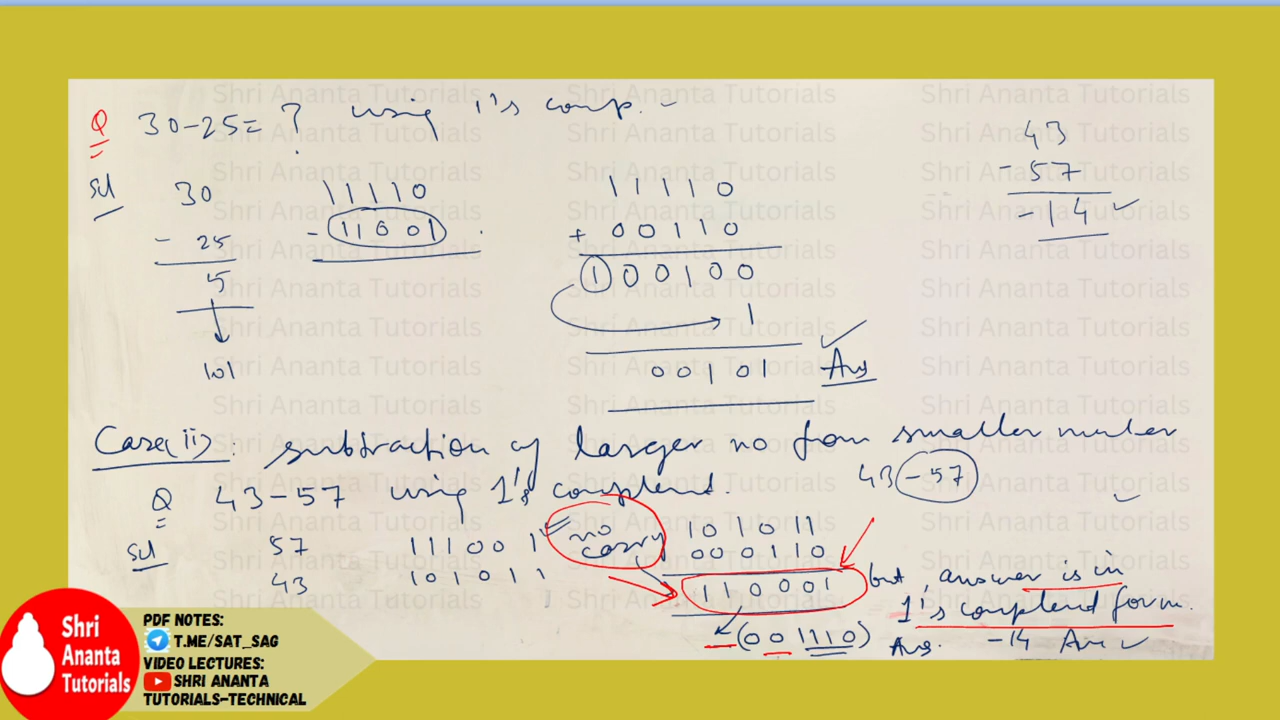 Q 30-25= ? using 1's comp. -
43
- 57
- 14 ✓
Sol 30 11110 11110
- 25 - 11001 + 00110
5 1 00100
1
101 00101 Ans
Case(ii): subtraction of larger no from smaller number
Q 43-57 using 1's complend. 43 -57
Sol 57 111001 no carry 101011
43 101011 000110
110001 but, answer is in
1's complend form.
-(001110) Ans. -14 Ans ✓
Shri Ananta Tutorials
PDF NOTES:
T.ME/SAT_SAG
VIDEO LECTURES:
SHRI ANANTA
TUTORIALS-TECHNICAL